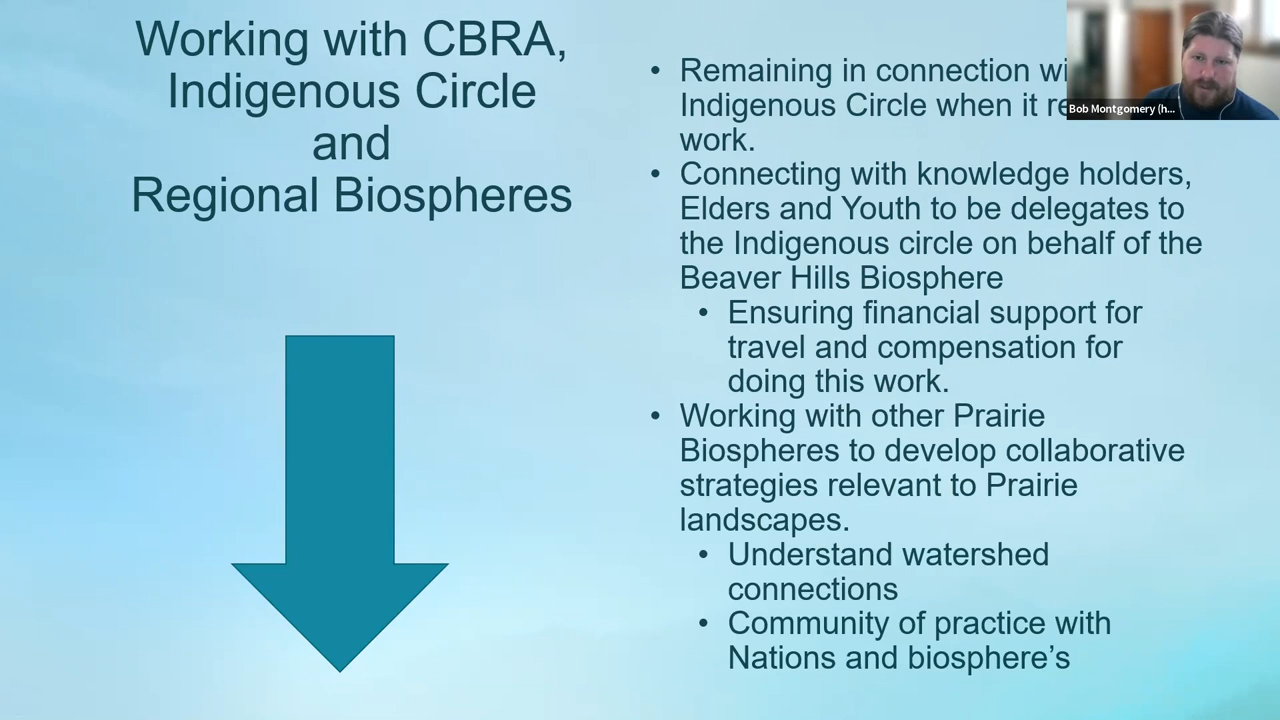 Working with CBRA,
Indigenous Circle
and
Regional Biospheres
• Remaining in connection
Indigenous Circle when it
work.
• Connecting with knowledge holders,
Elders and Youth to be delegates to
the Indigenous circle on behalf of the
Beaver Hills Biosphere
• Ensuring financial support for
travel and compensation for
doing this work.
• Working with other Prairie
Biospheres to develop collaborative
strategies relevant to Prairie
landscapes.
• Understand watershed
connections
• Community of practice with
Nations and biosphere’s
Bob Montgomery (h...